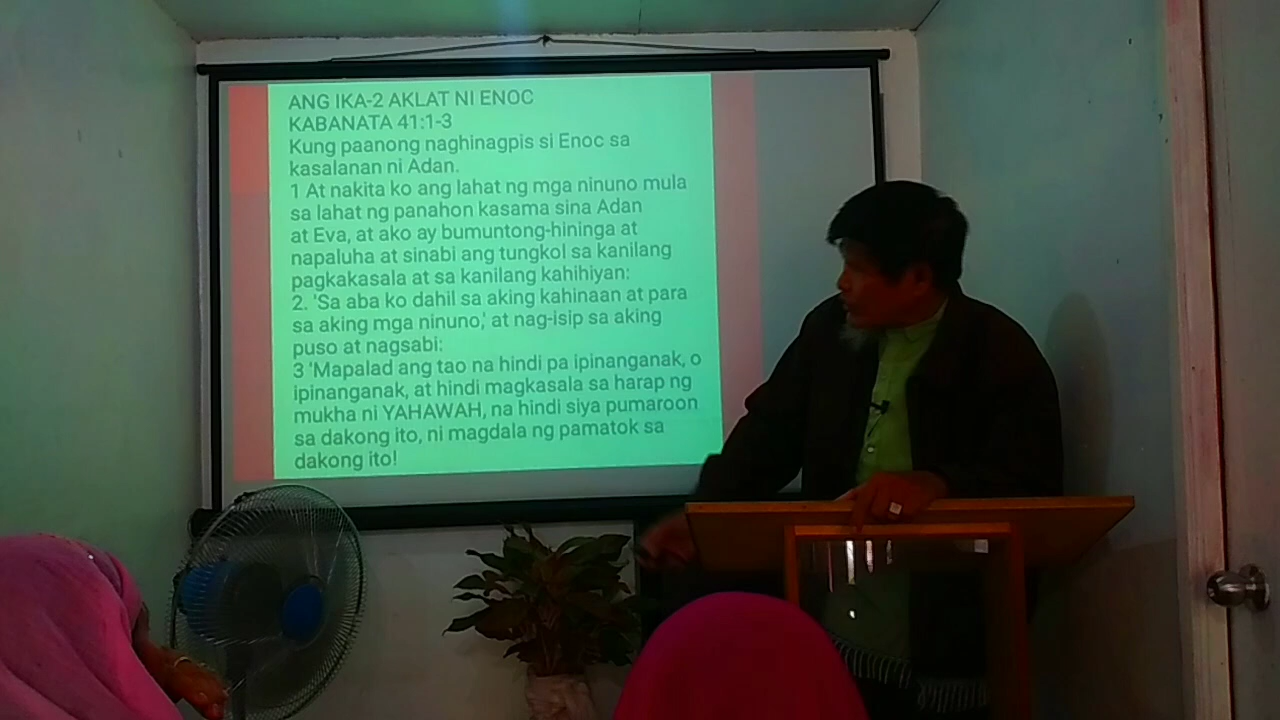 ANG IKA-2 AKLAT NI ENOC
KABANATA 41:1-3
Kung paanong naghinagpis si Enoc sa
kasalanan ni Adan.
1 At nakita ko ang lahat ng mga ninuno mula
sa lahat ng panahon kasama sina Adan
at Eva, at ako ay bumuntong-hininga at
napaluha at sinabi ang tungkol sa kanilang
pagkakasala at sa kanilang kahihiyan:
2. 'Sa aba ko dahil sa aking kahinaan at para
sa aking mga ninuno,' at nag-isip sa aking
puso at nagsabi:
3 'Mapalad ang tao na hindi pa ipinanganak, o
ipinanganak, at hindi magkasala sa harap ng
mukha ni YAHAWAH, na hindi siya pumaroon
sa dakong ito, ni magdala ng pamatok sa
dakong ito!